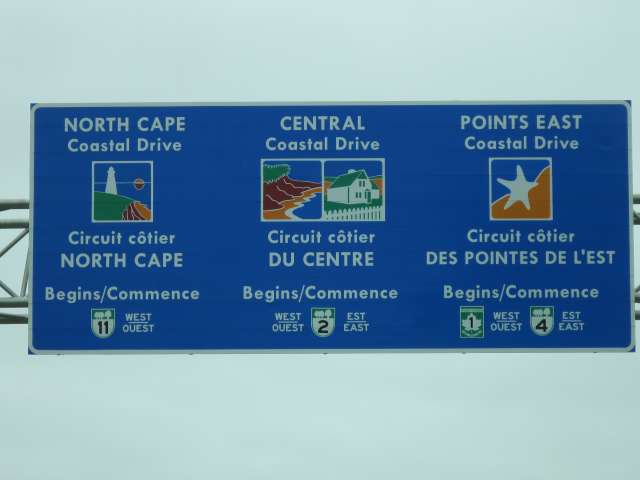 NORTH CAPE
Coastal Drive
Circuit côtier
NORTH CAPE
Begins/Commence
11 WEST
OUEST
CENTRAL
Coastal Drive
Circuit côtier
DU CENTRE
Begins/Commence
WEST 2 EST
OUEST EAST
POINTS EAST
Coastal Drive
Circuit côtier
DES POINTES DE L'EST
Begins/Commence
1 WEST 4 EST
OUEST EAST